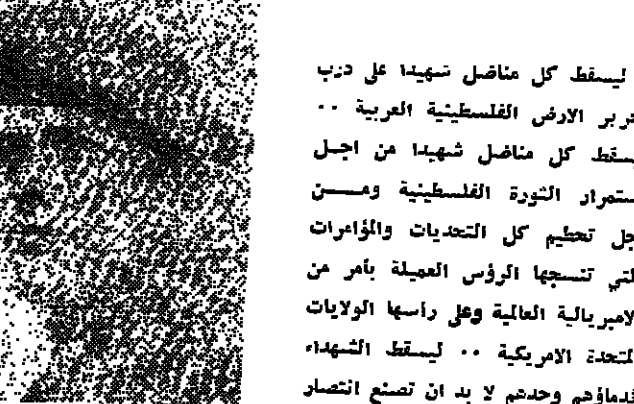 ليسقط كل مناضل شهيدا على درب
تحرير الارض الفلسطينية العربية ..
ليسقط كل مناضل شهيدا من اجل
استمرار الثورة الفلسطينية ومـــن
اجل تحطيم كل التحديات والمؤامرات
التي تنسجها الرؤس العميلة بأمر من
الامبريالية العالمية وعلى رأسها الولايات
المتحدة الامريكية .. ليسقط الشهداء
فدماؤهم وحدهم لا بد ان تصنع انتصار